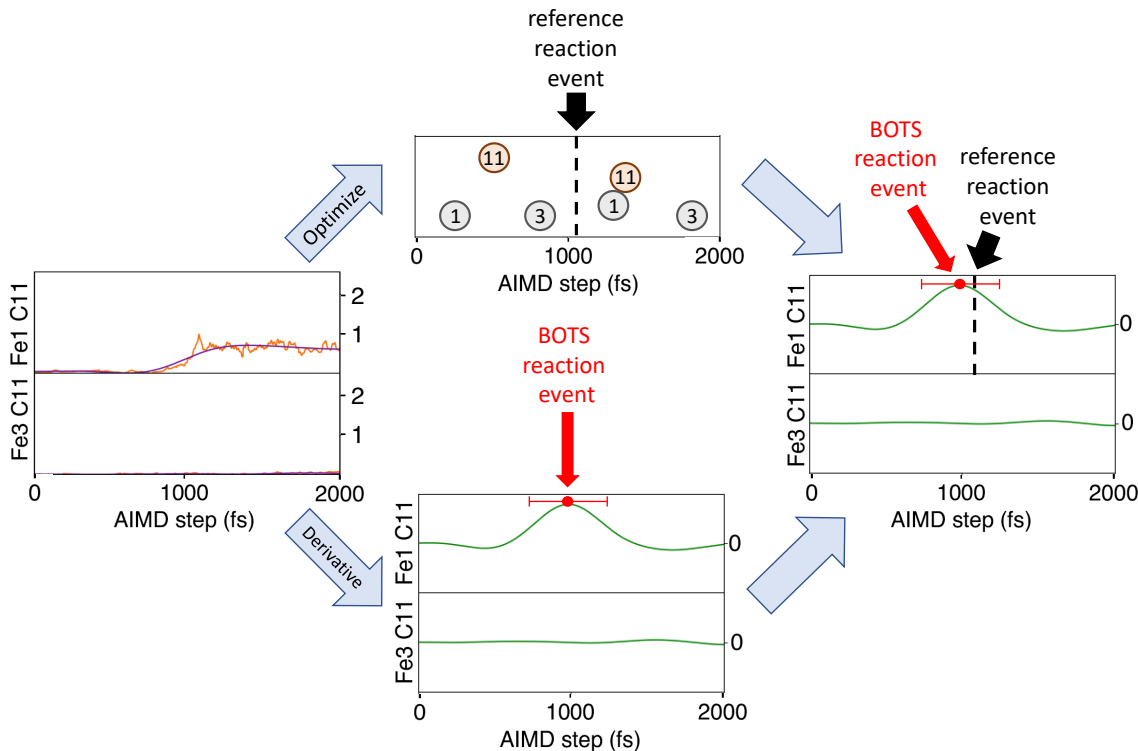 reference
reaction
event
Optimize
11
1
3
11
1
3
0
1000
2000
AIMD step (fs)
Fe1 C11
2
1
Fe3 C11
2
1
0
1000
2000
AIMD step (fs)
Derivative
BOTS
reaction
event
Fe1 C11
0
Fe3 C11
0
0
1000
2000
AIMD step (fs)
BOTS
reaction
event
reference
reaction
event
Fe1 C11
0
Fe3 C11
0
0
1000
2000
AIMD step (fs)